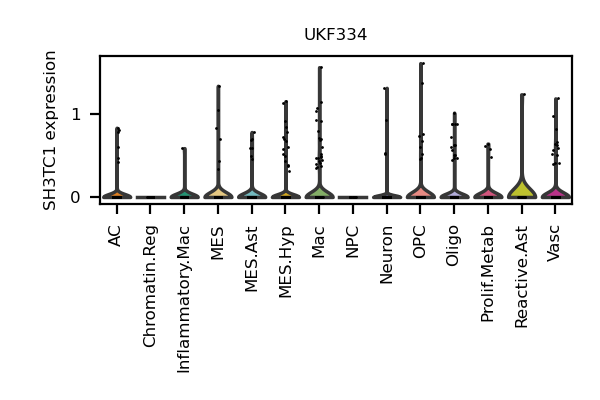 UKF334
SH3TC1 expression
1
0
AC
Chromatin.Reg
Inflammatory.Mac
MES
MES.Ast
MES.Hyp
Mac
NPC
Neuron
OPC
Oligo
Prolif.Metab
Reactive.Ast
Vasc